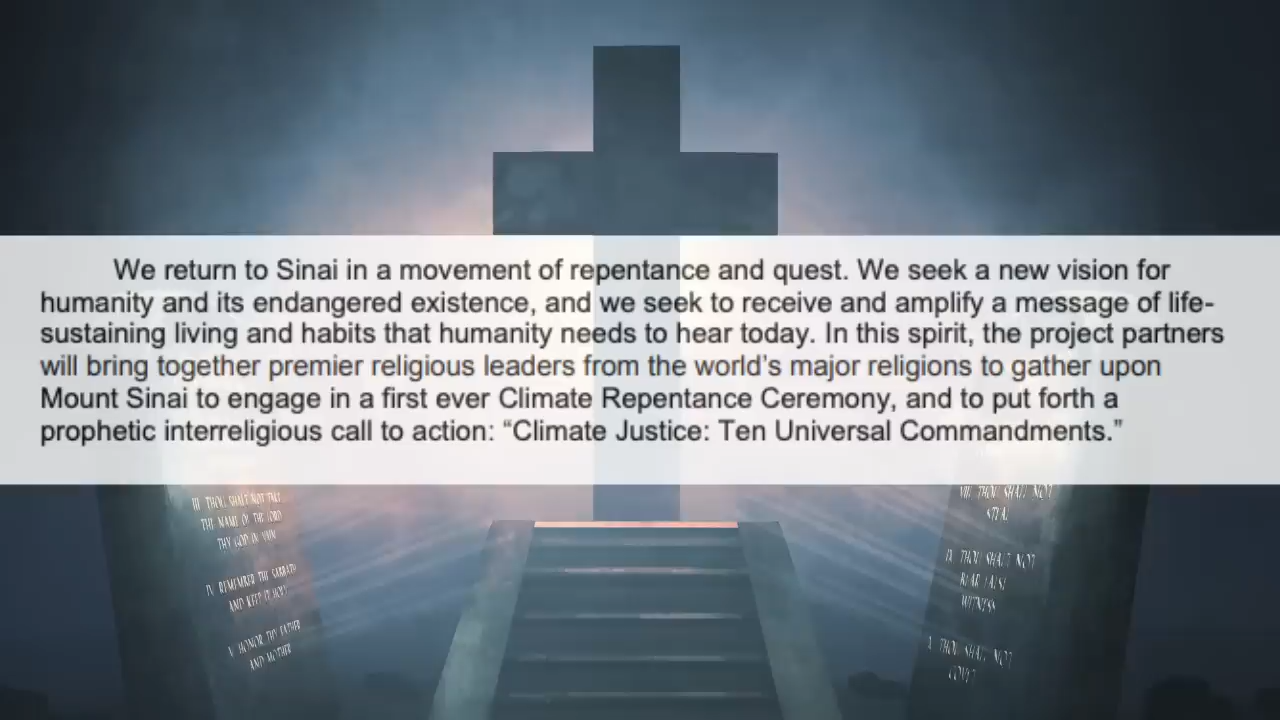 We return to Sinai in a movement of repentance and quest. We seek a new vision for
humanity and its endangered existence, and we seek to receive and amplify a message of life-
sustaining living and habits that humanity needs to hear today. In this spirit, the project partners
will bring together premier religious leaders from the world's major religions to gather upon
Mount Sinai to engage in a first ever Climate Repentance Ceremony, and to put forth a
prophetic interreligious call to action: “Climate Justice: Ten Universal Commandments.”
III THOU SHALT NOT TAKE
THE NAME OF THE LORD
THY GOD IN VAIN
IV REMEMBER THE SABBATH
AND KEEP IT HOLY
V HONOR THY FATHER
AND MOTHER
VIII THOU SHALT NOT
STEAL
IX THOU SHALT NOT
BEAR FALSE
WITNESS
X THOU SHALT NOT
COVET